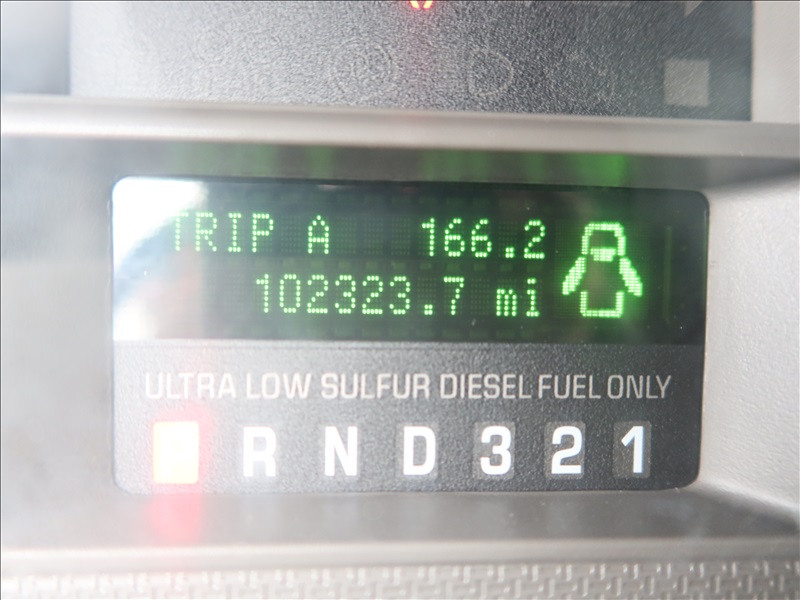 TRIP A 166.2
102323.7 mi
ULTRA LOW SULFUR DIESEL FUEL ONLY
P R N D 3 2 1